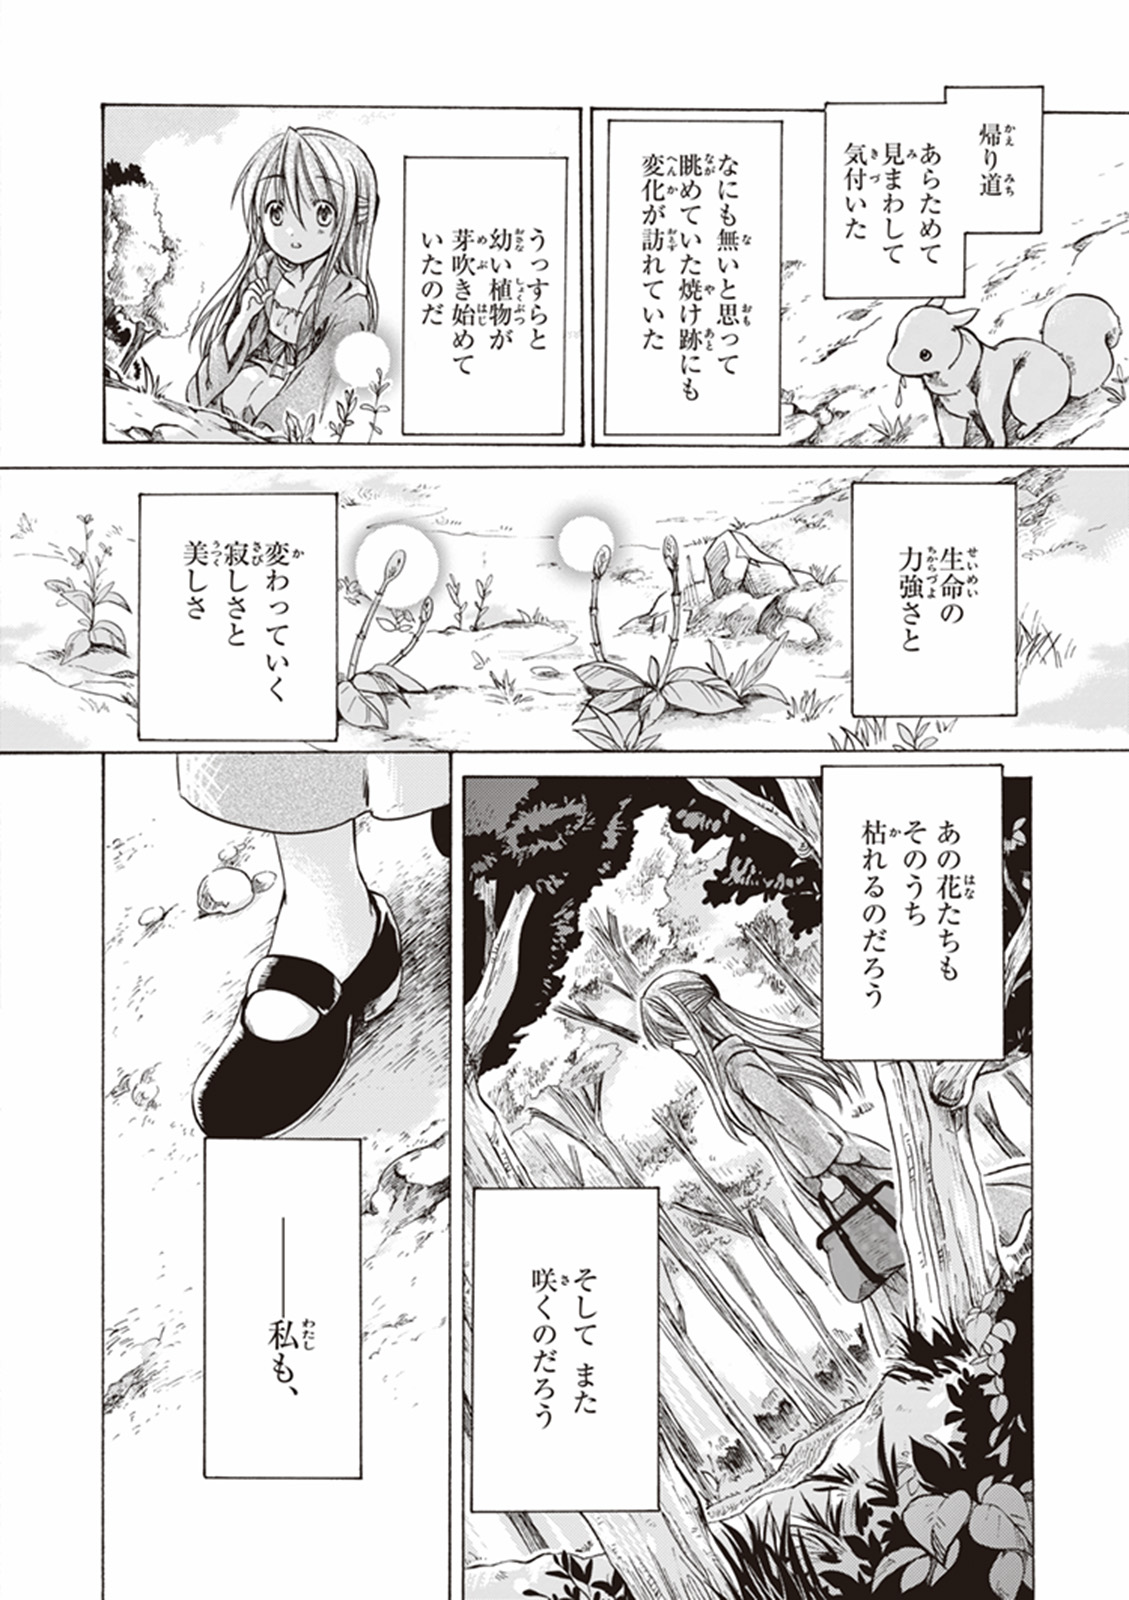 帰り道
あらためて
見まわして
気付いた
なにも無いと思って
眺めていた焼け跡にも
変化が訪れていた
うっすらと
幼い植物が
芽吹き始めて
いたのだ
生命の
力強さと
変わっていく
寂しさと
美しさ
あの花たちも
そのうち
枯れるのだろう
そして また
咲くのだろう
――私も、